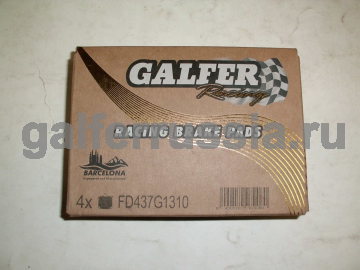 GALFER
Racing
RACING BRAKE PADS
galferrussia.ru
BARCELONA
4x FD437G1310